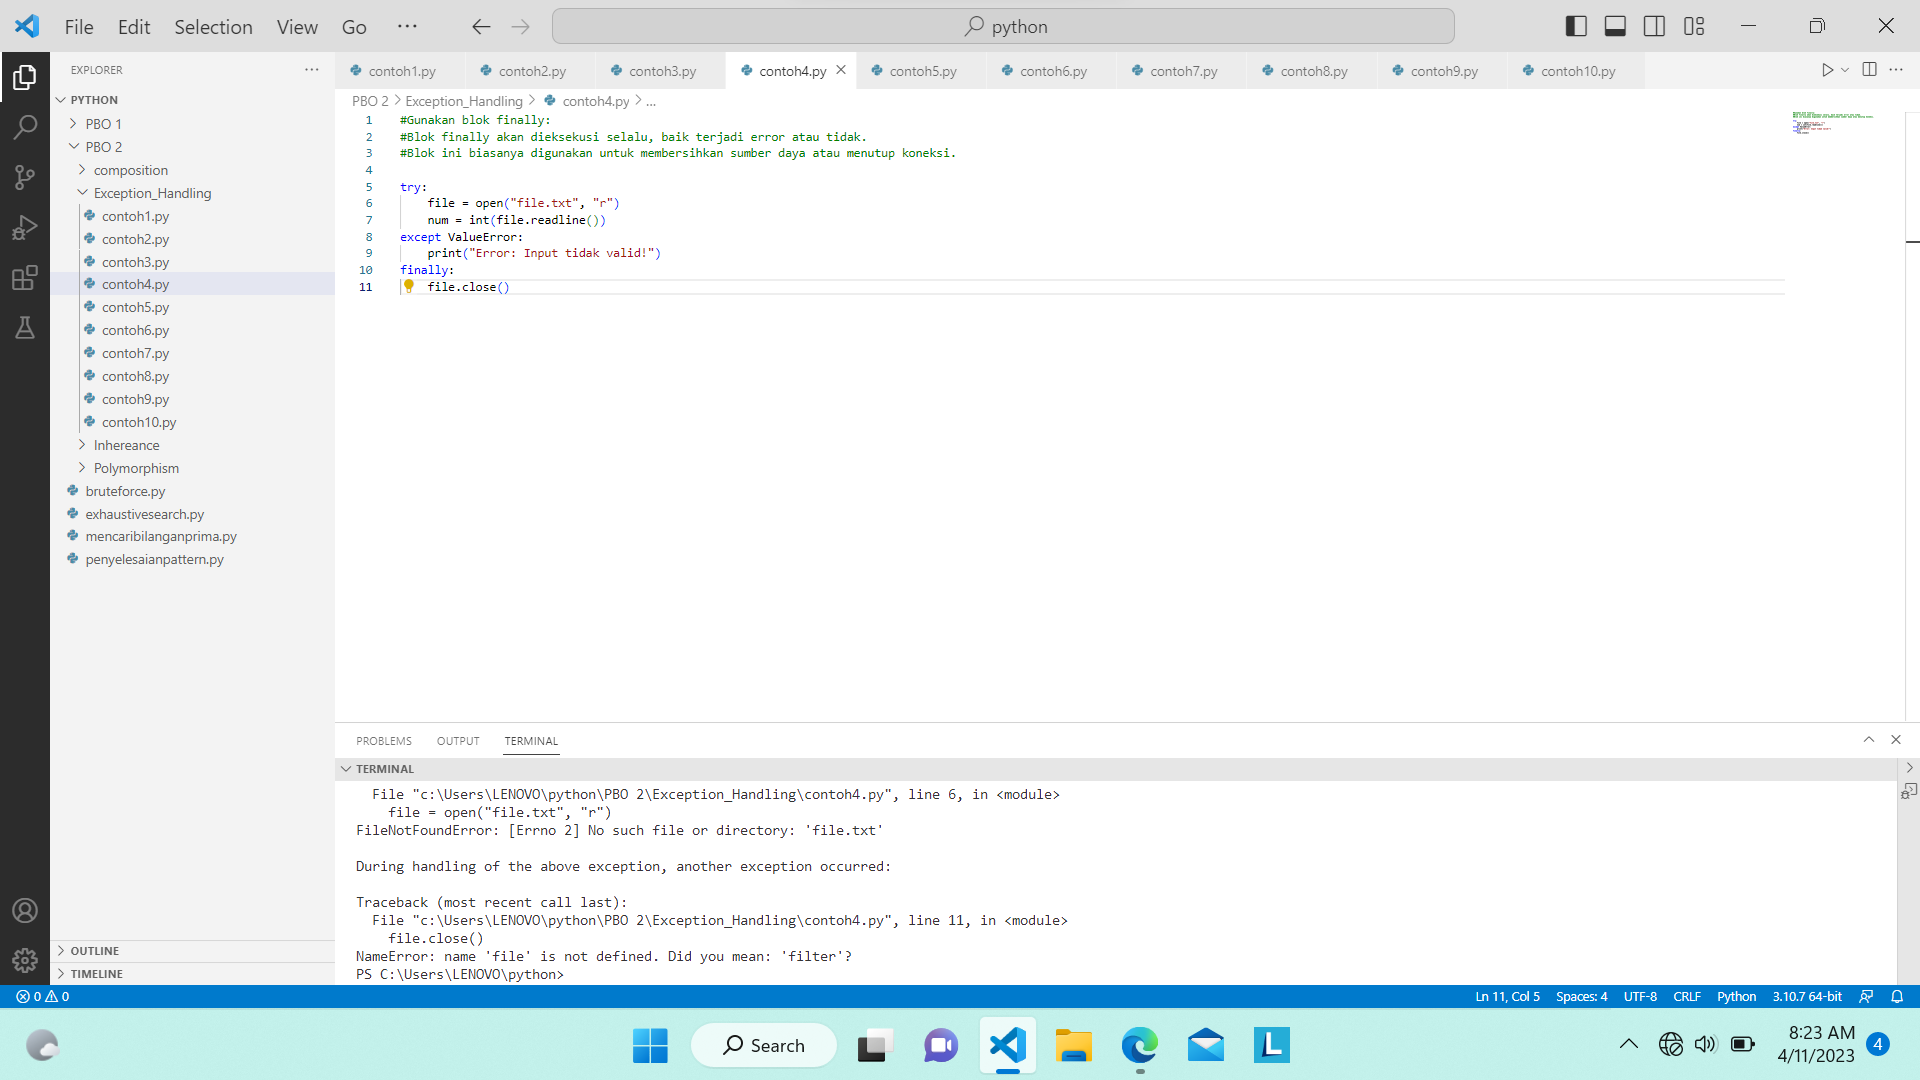 File Edit Selection View Go ···
python
EXPLORER
PYTHON
PBO 1
PBO 2
composition
Exception_Handling
contoh1.py
contoh2.py
contoh3.py
contoh4.py
contoh5.py
contoh6.py
contoh7.py
contoh8.py
contoh9.py
contoh10.py
Inhereance
Polymorphism
bruteforce.py
exhaustivesearch.py
mencaribilanganprima.py
penyelesaianpattern.py
OUTLINE
TIMELINE
contoh1.py contoh2.py contoh3.py contoh4.py contoh5.py contoh6.py contoh7.py contoh8.py contoh9.py contoh10.py
PBO 2 > Exception_Handling > contoh4.py > ...
1 #Gunakan blok finally:
2 #Blok finally akan dieksekusi selalu, baik terjadi error atau tidak.
3 #Blok ini biasanya digunakan untuk membersihkan sumber daya atau menutup koneksi.
4
5 try:
6     file = open("file.txt", "r")
7     num = int(file.readline())
8 except ValueError:
9     print("Error: Input tidak valid!")
10 finally:
11     file.close()
PROBLEMS OUTPUT TERMINAL
TERMINAL
  File "c:\Users\LENOVO\python\PBO 2\Exception_Handling\contoh4.py", line 6, in <module>
    file = open("file.txt", "r")
FileNotFoundError: [Errno 2] No such file or directory: 'file.txt'
During handling of the above exception, another exception occurred:
Traceback (most recent call last):
  File "c:\Users\LENOVO\python\PBO 2\Exception_Handling\contoh4.py", line 11, in <module>
    file.close()
NameError: name 'file' is not defined. Did you mean: 'filter'?
PS C:\Users\LENOVO\python>
0 0 Ln 11, Col 5 Spaces: 4 UTF-8 CRLF Python 3.10.7 64-bit
Search
L
8:23 AM
4/11/2023
4